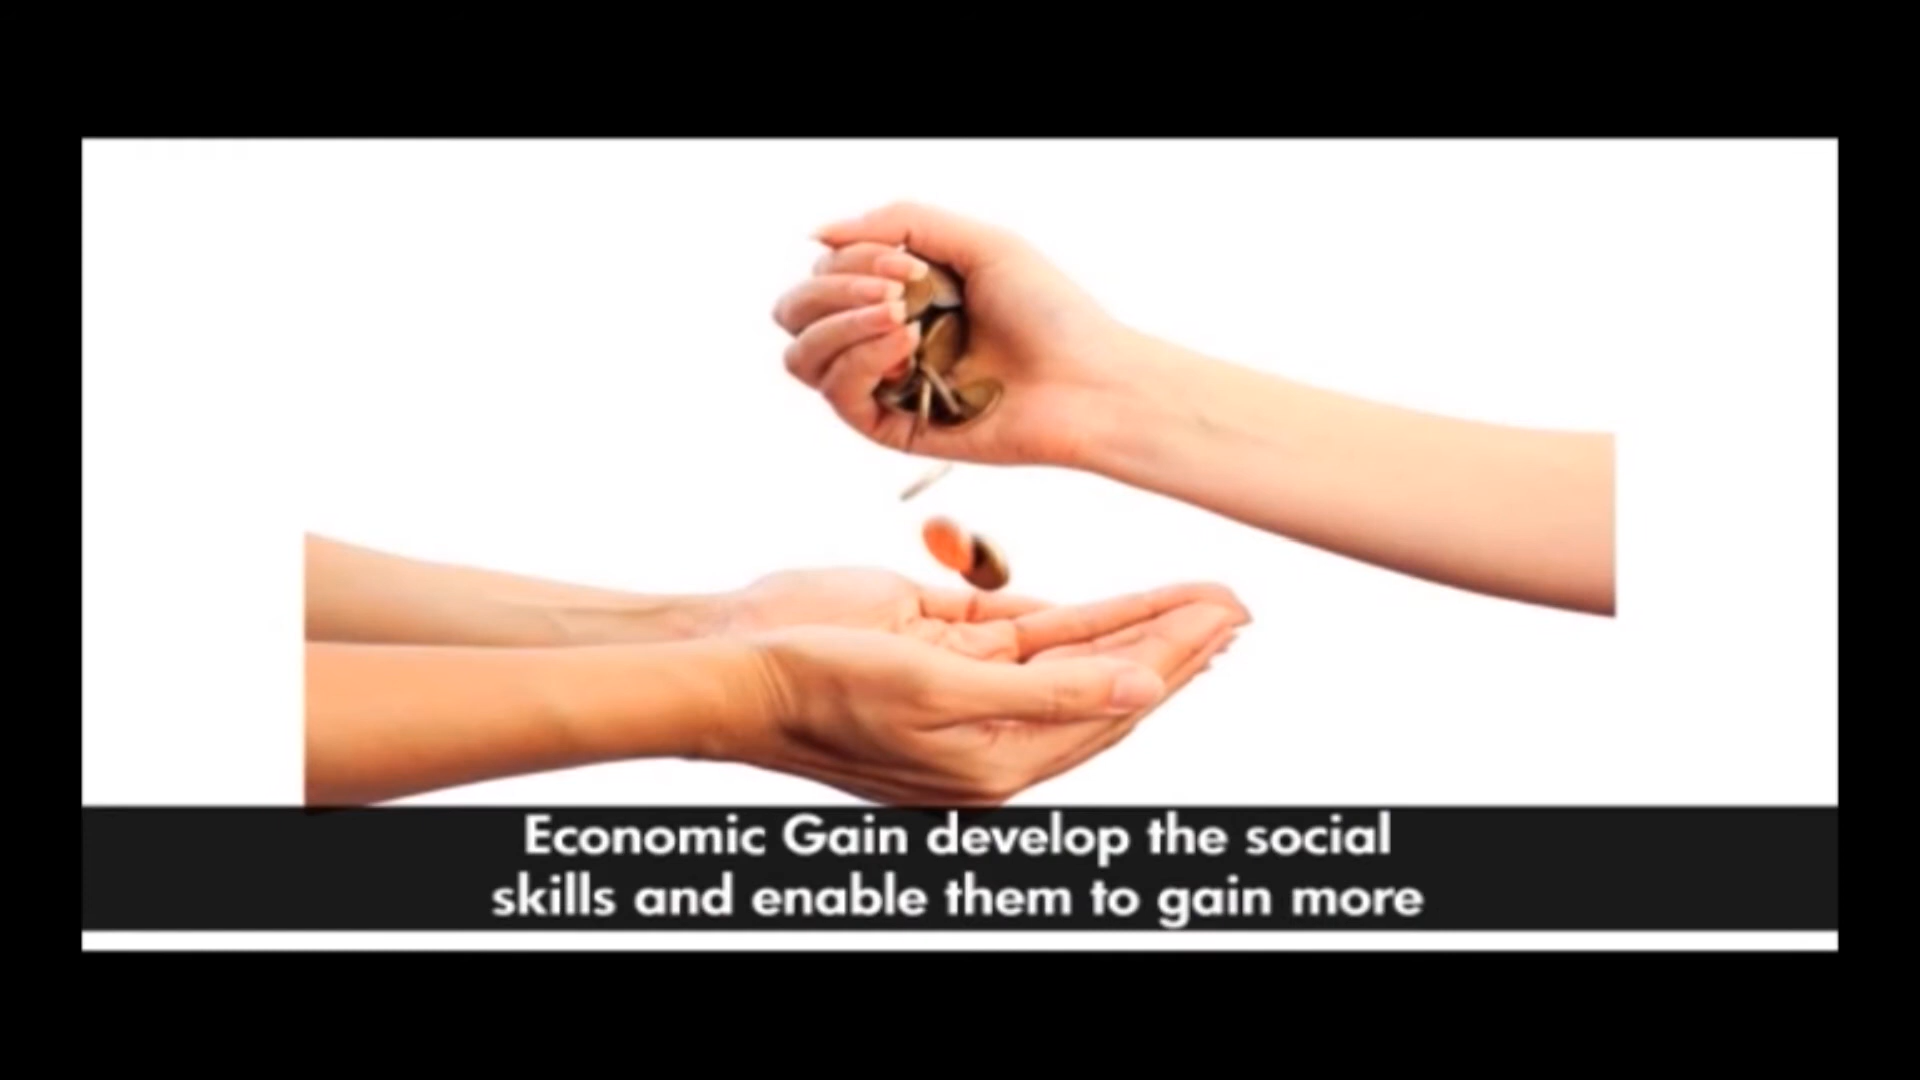 Economic Gain develop the social
skills and enable them to gain more